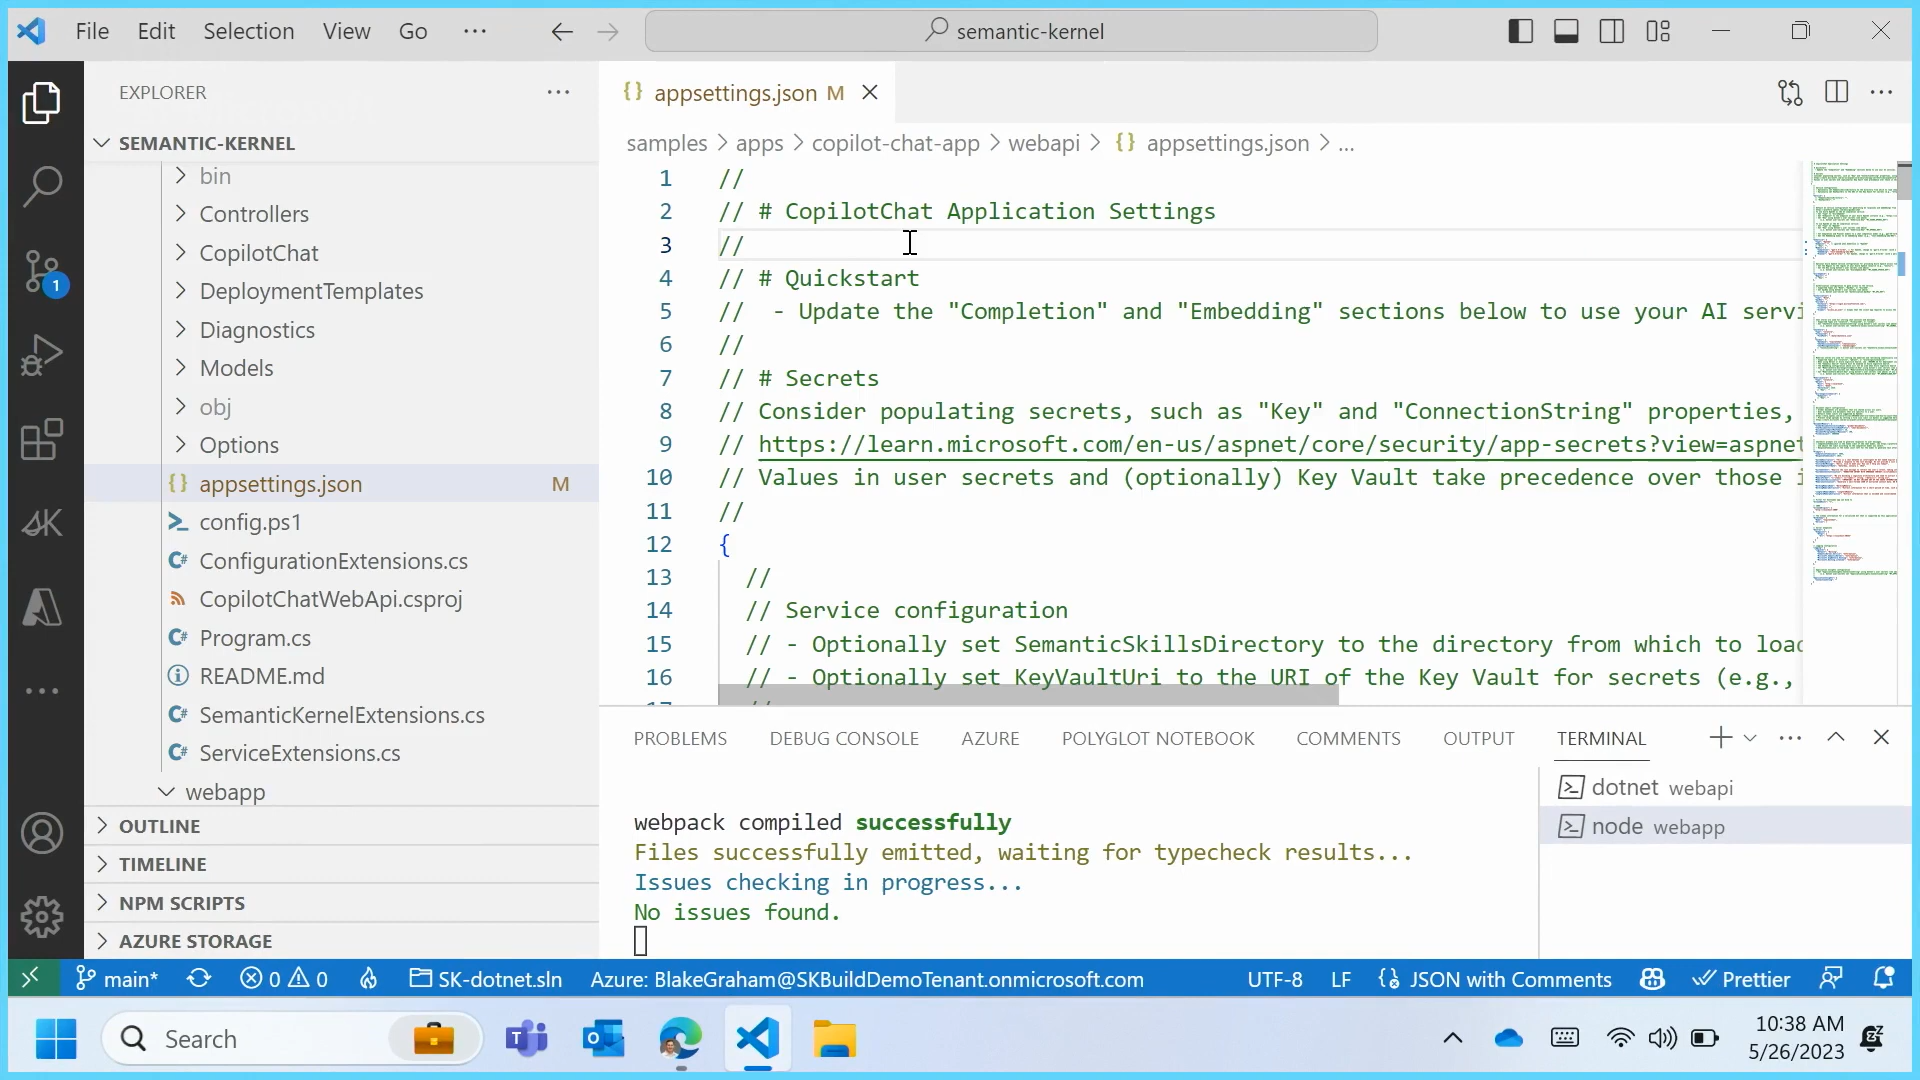 File Edit Selection View Go ...
semantic-kernel
EXPLORER
SEMANTIC-KERNEL
bin
Controllers
CopilotChat
DeploymentTemplates
Diagnostics
Models
obj
Options
{} appsettings.json M
config.ps1
C# ConfigurationExtensions.cs
CopilotChatWebApi.csproj
C# Program.cs
README.md
C# SemanticKernelExtensions.cs
C# ServiceExtensions.cs
webapp
OUTLINE
TIMELINE
NPM SCRIPTS
AZURE STORAGE
1
{} appsettings.json M
samples > apps > copilot-chat-app > webapi > {} appsettings.json > ...
1 //
2 // # CopilotChat Application Settings
3 //
4 // # Quickstart
5 // - Update the "Completion" and "Embedding" sections below to use your AI servi
6 //
7 // # Secrets
8 // Consider populating secrets, such as "Key" and "ConnectionString" properties,
9 // https://learn.microsoft.com/en-us/aspnet/core/security/app-secrets?view=aspnet
10 // Values in user secrets and (optionally) Key Vault take precedence over those i
11 //
12 {
13 //
14 // Service configuration
15 // - Optionally set SemanticSkillsDirectory to the directory from which to load
16 // - Optionally set KeyVaultUri to the URI of the Key Vault for secrets (e.g.,
PROBLEMS DEBUG CONSOLE AZURE POLYGLOT NOTEBOOK COMMENTS OUTPUT TERMINAL
webpack compiled successfully
Files successfully emitted, waiting for typecheck results...
Issues checking in progress...
No issues found.
dotnet webapi
node webapp
main* 0 0 SK-dotnet.sln Azure: BlakeGraham@SKBuildDemoTenant.onmicrosoft.com UTF-8 LF {} JSON with Comments Prettier
Search
10:38 AM
5/26/2023